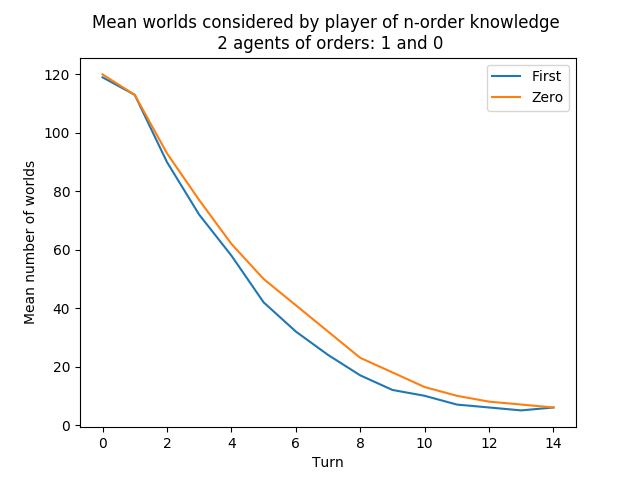 Mean worlds considered by player of n-order knowledge
2 agents of orders: 1 and 0
First
Zero
120
100
80
60
40
20
0
Mean number of worlds
0 2 4 6 8 10 12 14
Turn